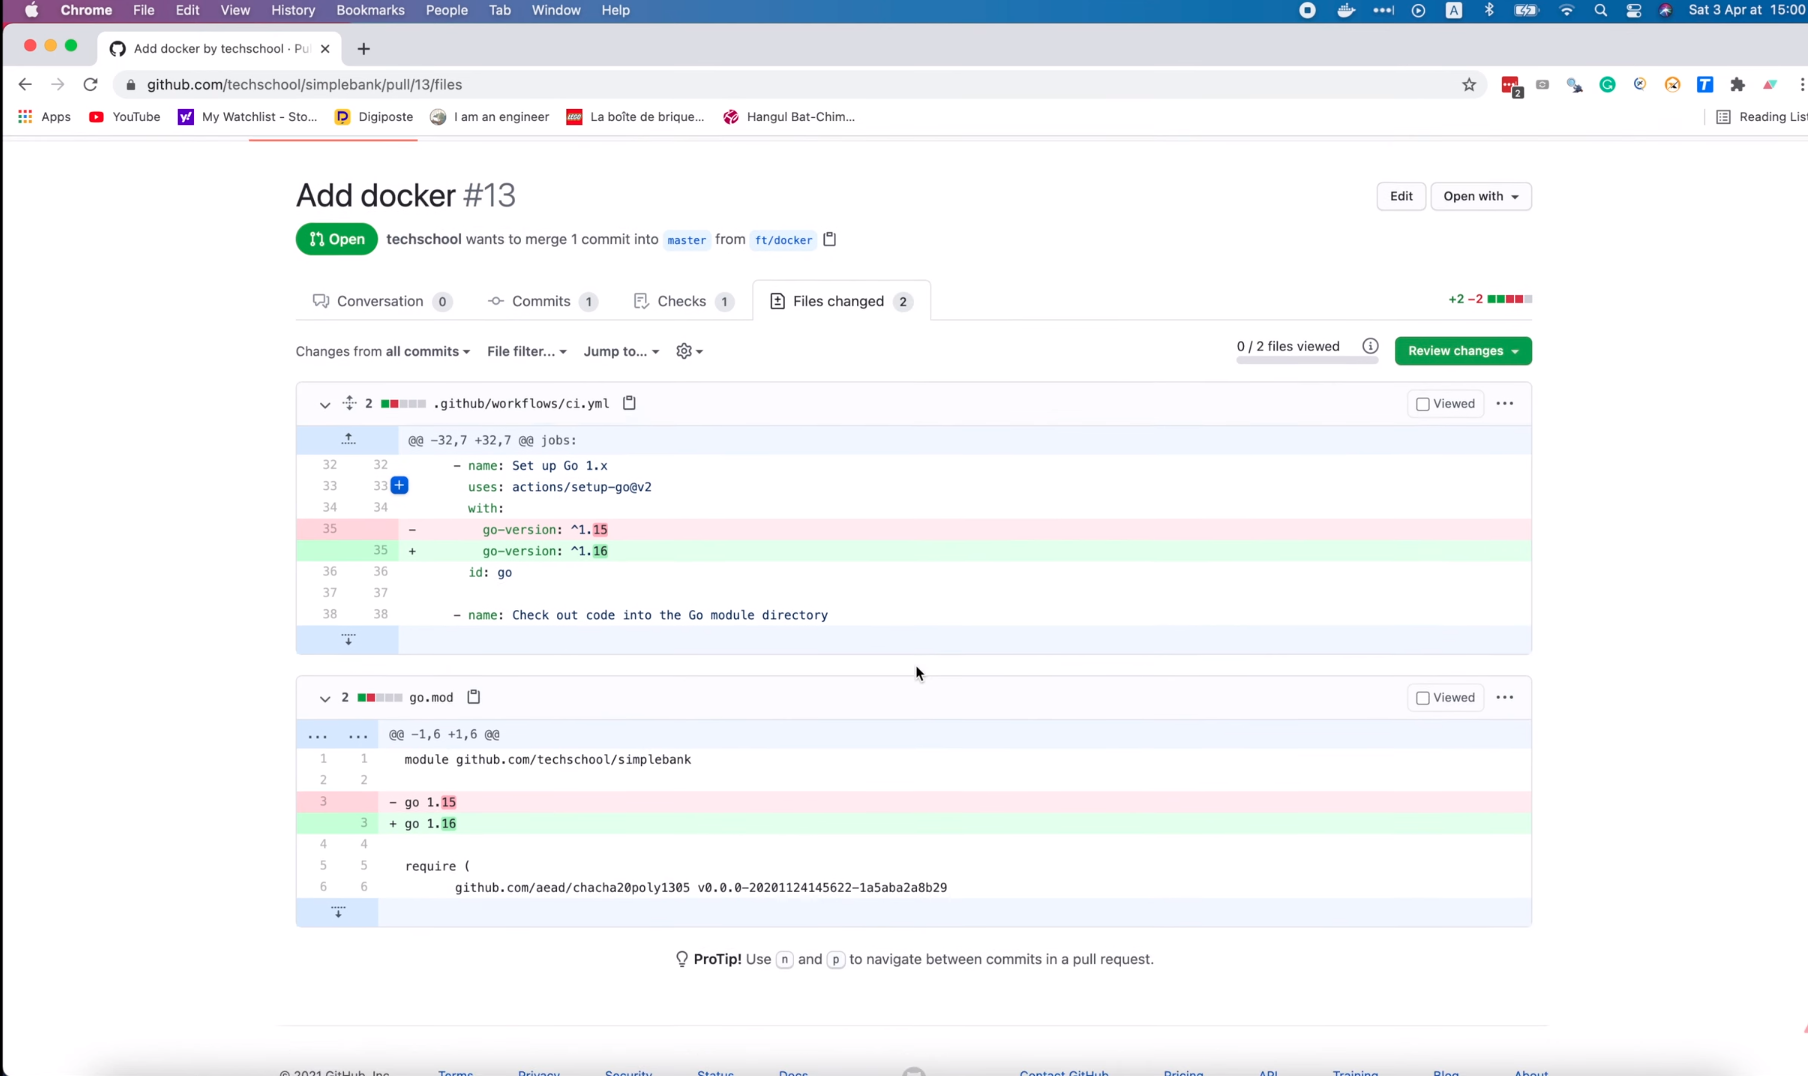 Chrome File Edit View History Bookmarks People Tab Window Help A Sat 3 Apr at 15:00
Add docker by techschool · Pu
github.com/techschool/simplebank/pull/13/files 2
Apps YouTube My Watchlist - Sto... Digiposte I am an engineer La boîte de brique... Hangul Bat-Chim... Reading List
Add docker #13 Edit Open with
Open techschool wants to merge 1 commit into master from ft/docker
Conversation 0 Commits 1 Checks 1 Files changed 2 +2 −2
Changes from all commits File filter... Jump to... 0 / 2 files viewed Review changes
2 .github/workflows/ci.yml Viewed
@@ -32,7 +32,7 @@ jobs:
32 32 - name: Set up Go 1.x
33 33 + uses: actions/setup-go@v2
34 34 with:
35 - go-version: ^1.15
35 + go-version: ^1.16
36 36 id: go
37 37
38 38 - name: Check out code into the Go module directory
2 go.mod Viewed
... ... @@ -1,6 +1,6 @@
1 1 module github.com/techschool/simplebank
2 2
3 - go 1.15
3 + go 1.16
4 4
5 5 require (
6 6 github.com/aead/chacha20poly1305 v0.0.0-20201124145622-1a5aba2a8b29
ProTip! Use n and p to navigate between commits in a pull request.
© 2021 GitHub, Inc. Terms Privacy Security Status Docs Contact GitHub Pricing API Training Blog About